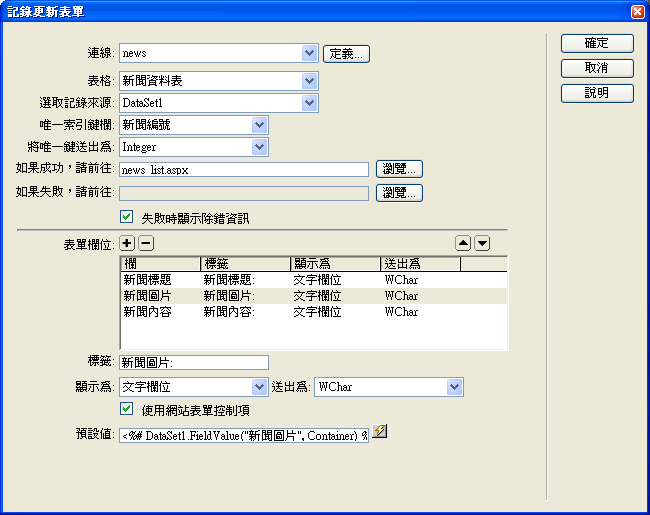 記錄更新表單
連線: news 定義...
確定
表格: 新聞資料表
取消
選取記錄來源: DataSet1
說明
唯一索引鍵欄: 新聞編號
將唯一鍵送出為: Integer
如果成功，請前往: news_list.aspx 瀏覽...
如果失敗，請前往: 瀏覽...
失敗時顯示除錯資訊
表單欄位:
欄 標籤 顯示為 送出為
新聞標題 新聞標題: 文字欄位 WChar
新聞圖片 新聞圖片: 文字欄位 WChar
新聞內容 新聞內容: 文字欄位 WChar
標籤: 新聞圖片:
顯示為: 文字欄位 送出為: WChar
使用網站表單控制項
預設值: <%# DataSet1.FieldValue("新聞圖片", Container) %